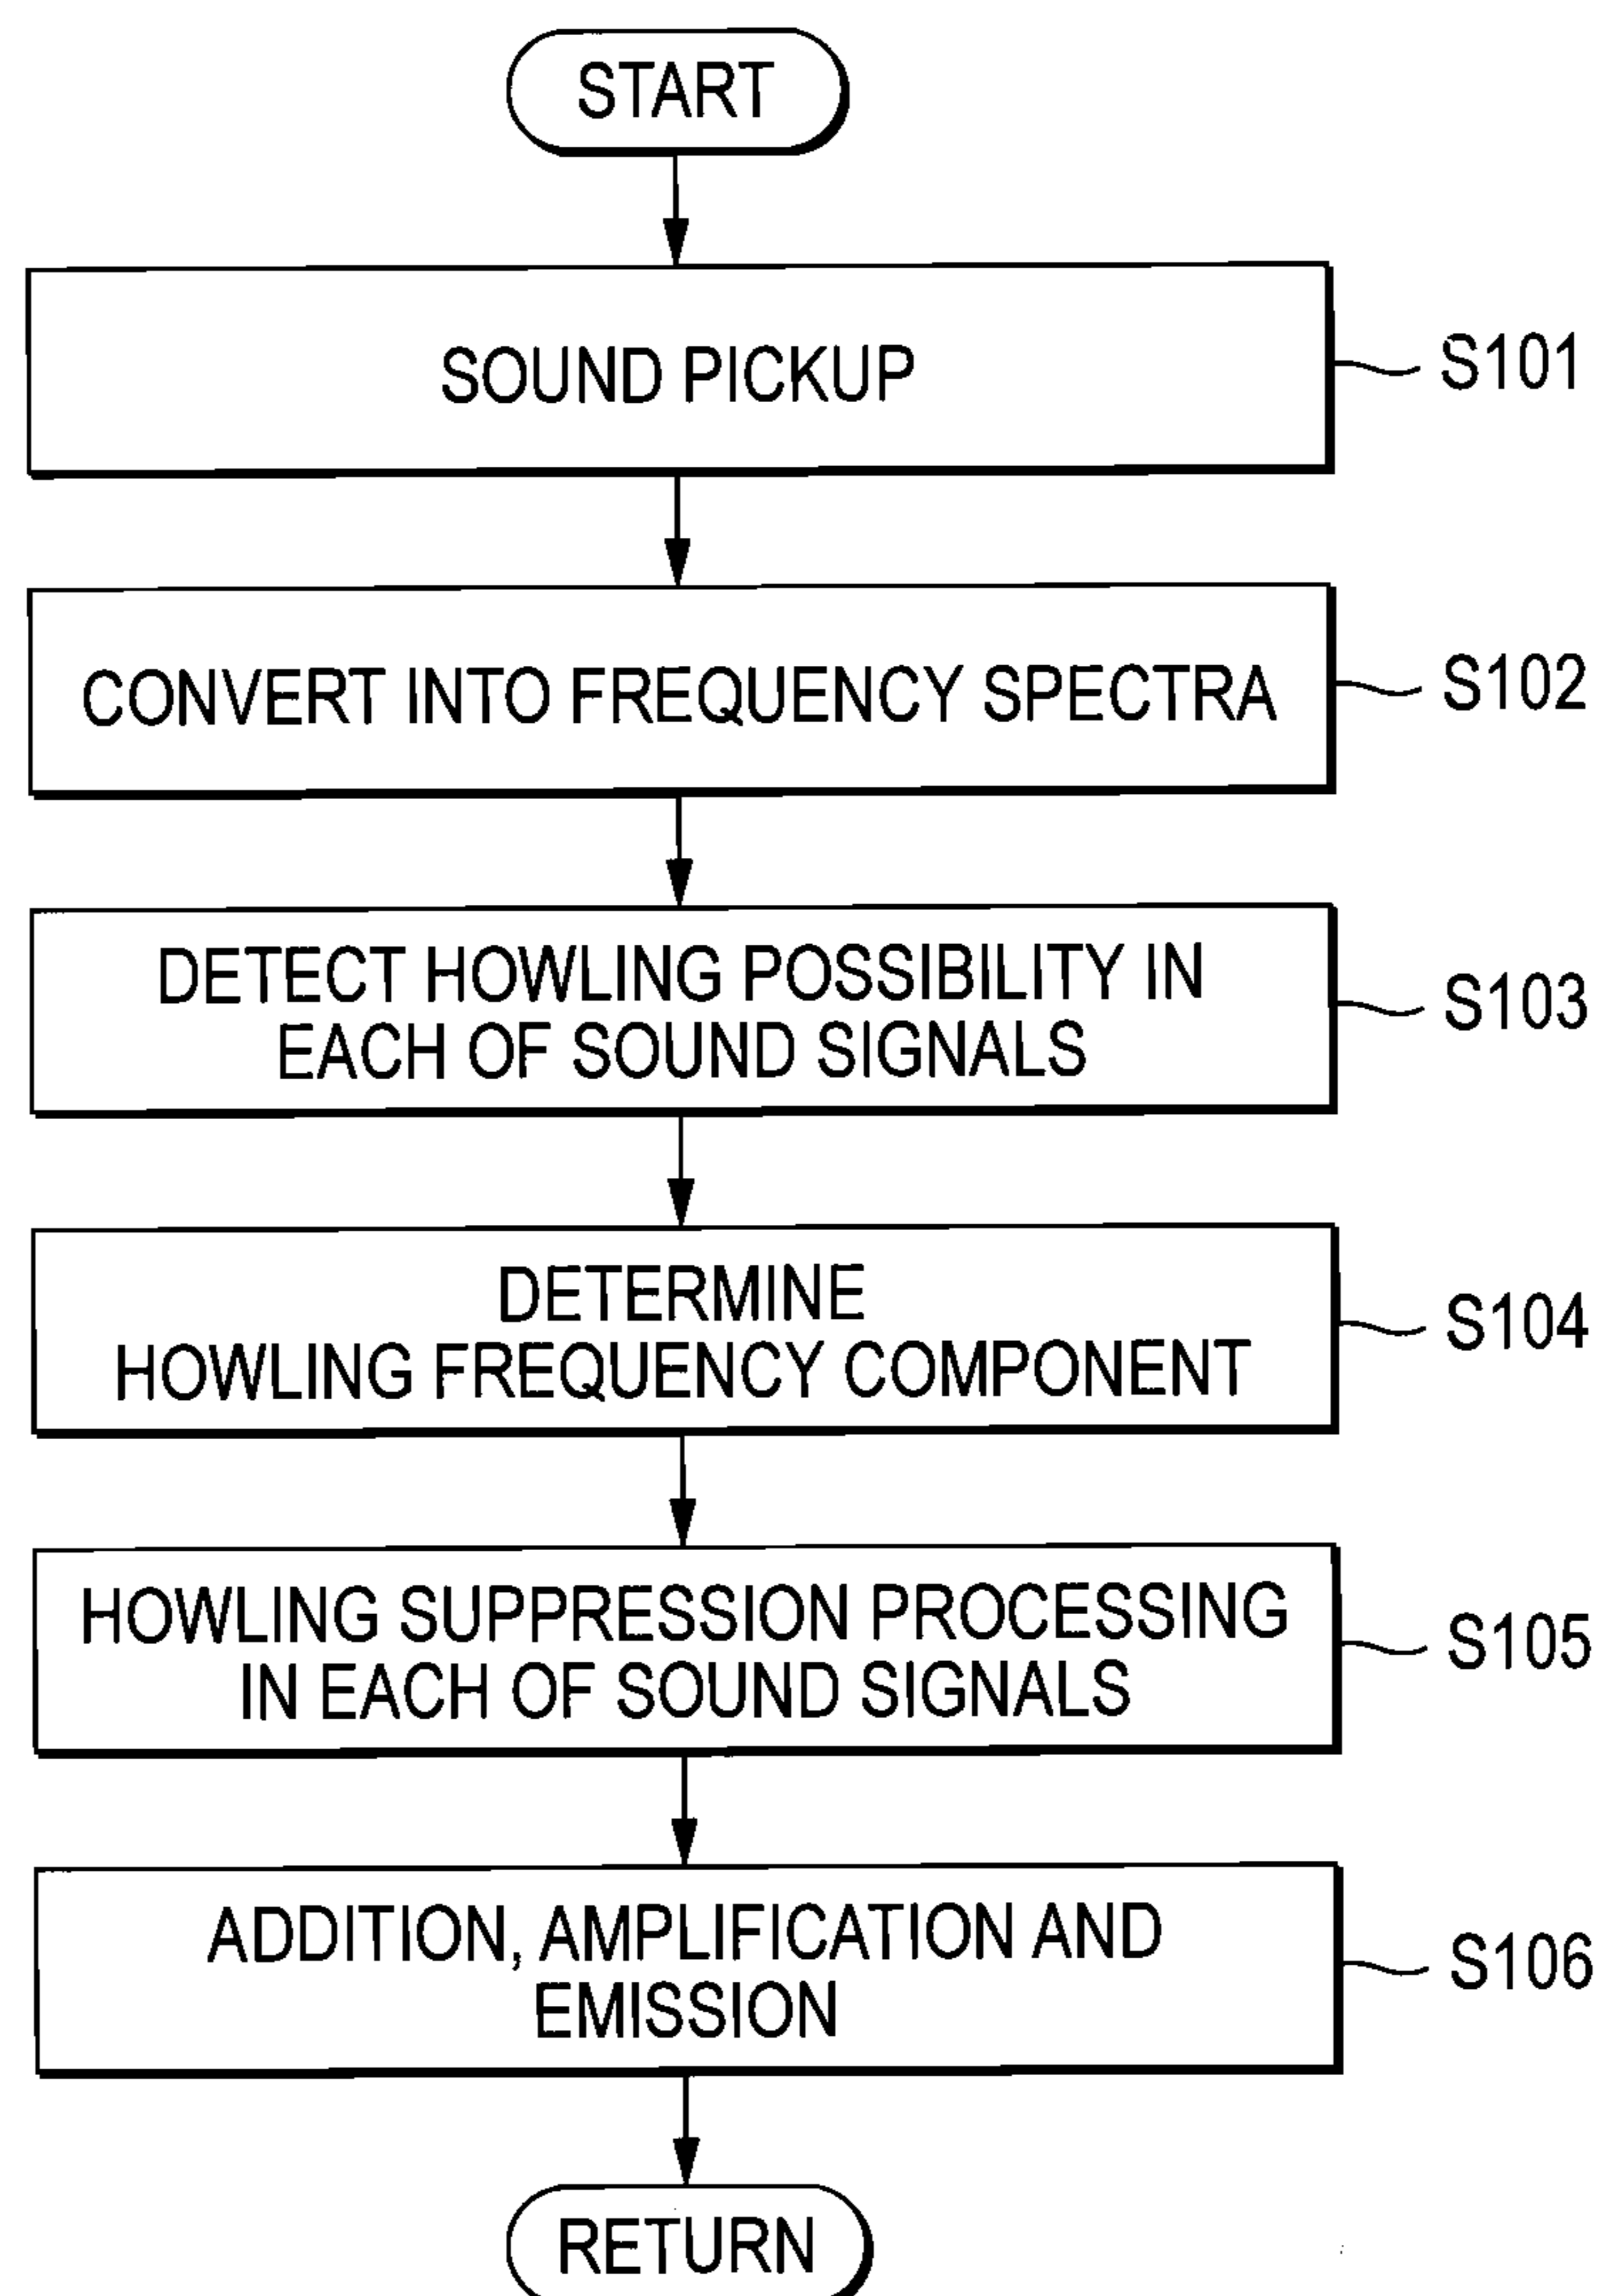 START
SOUND PICKUP
S101
CONVERT INTO FREQUENCY SPECTRA
S102
DETECT HOWLING POSSIBILITY IN
EACH OF SOUND SIGNALS
S103
DETERMINE
HOWLING FREQUENCY COMPONENT
S104
HOWLING SUPPRESSION PROCESSING
IN EACH OF SOUND SIGNALS
S105
ADDITION, AMPLIFICATION AND
EMISSION
S106
RETURN